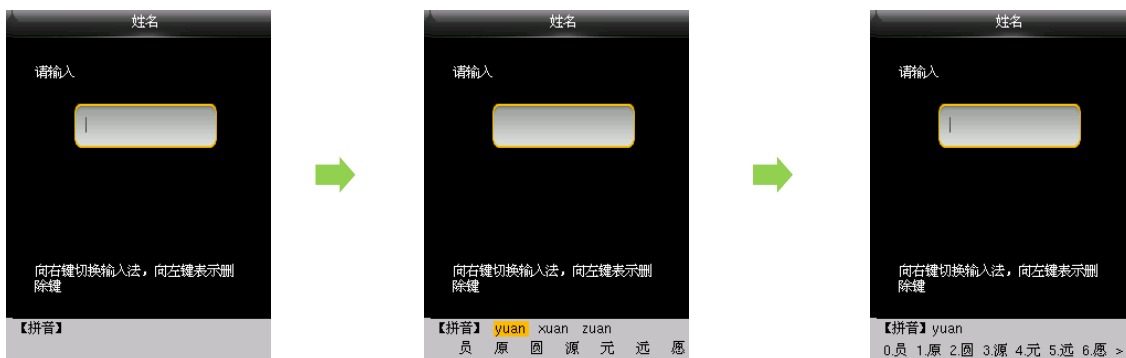 姓名
请输入
向右键切换输入法，向左键表示删
除键
【拼音】
姓名
请输入
向右键切换输入法，向左键表示删
除键
【拼音】 yuan xuan zuan
员 原 圆 源 元 远 愿
姓名
请输入
向右键切换输入法，向左键表示删
除键
【拼音】yuan
0.员 1.原 2.圆 3.源 4.元 5.远 6.愿 >